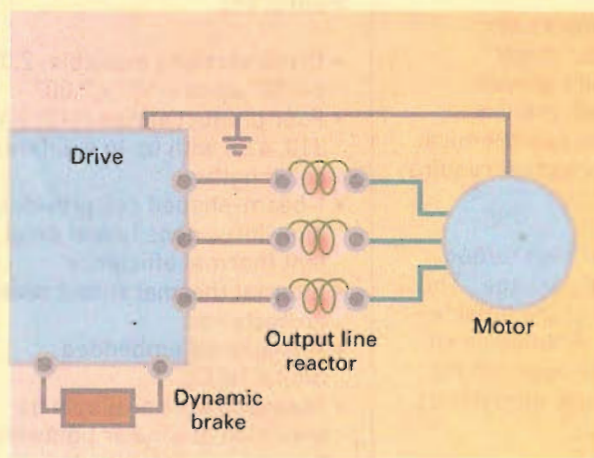 Drive
Output line
reactor
Motor
Dynamic
brake